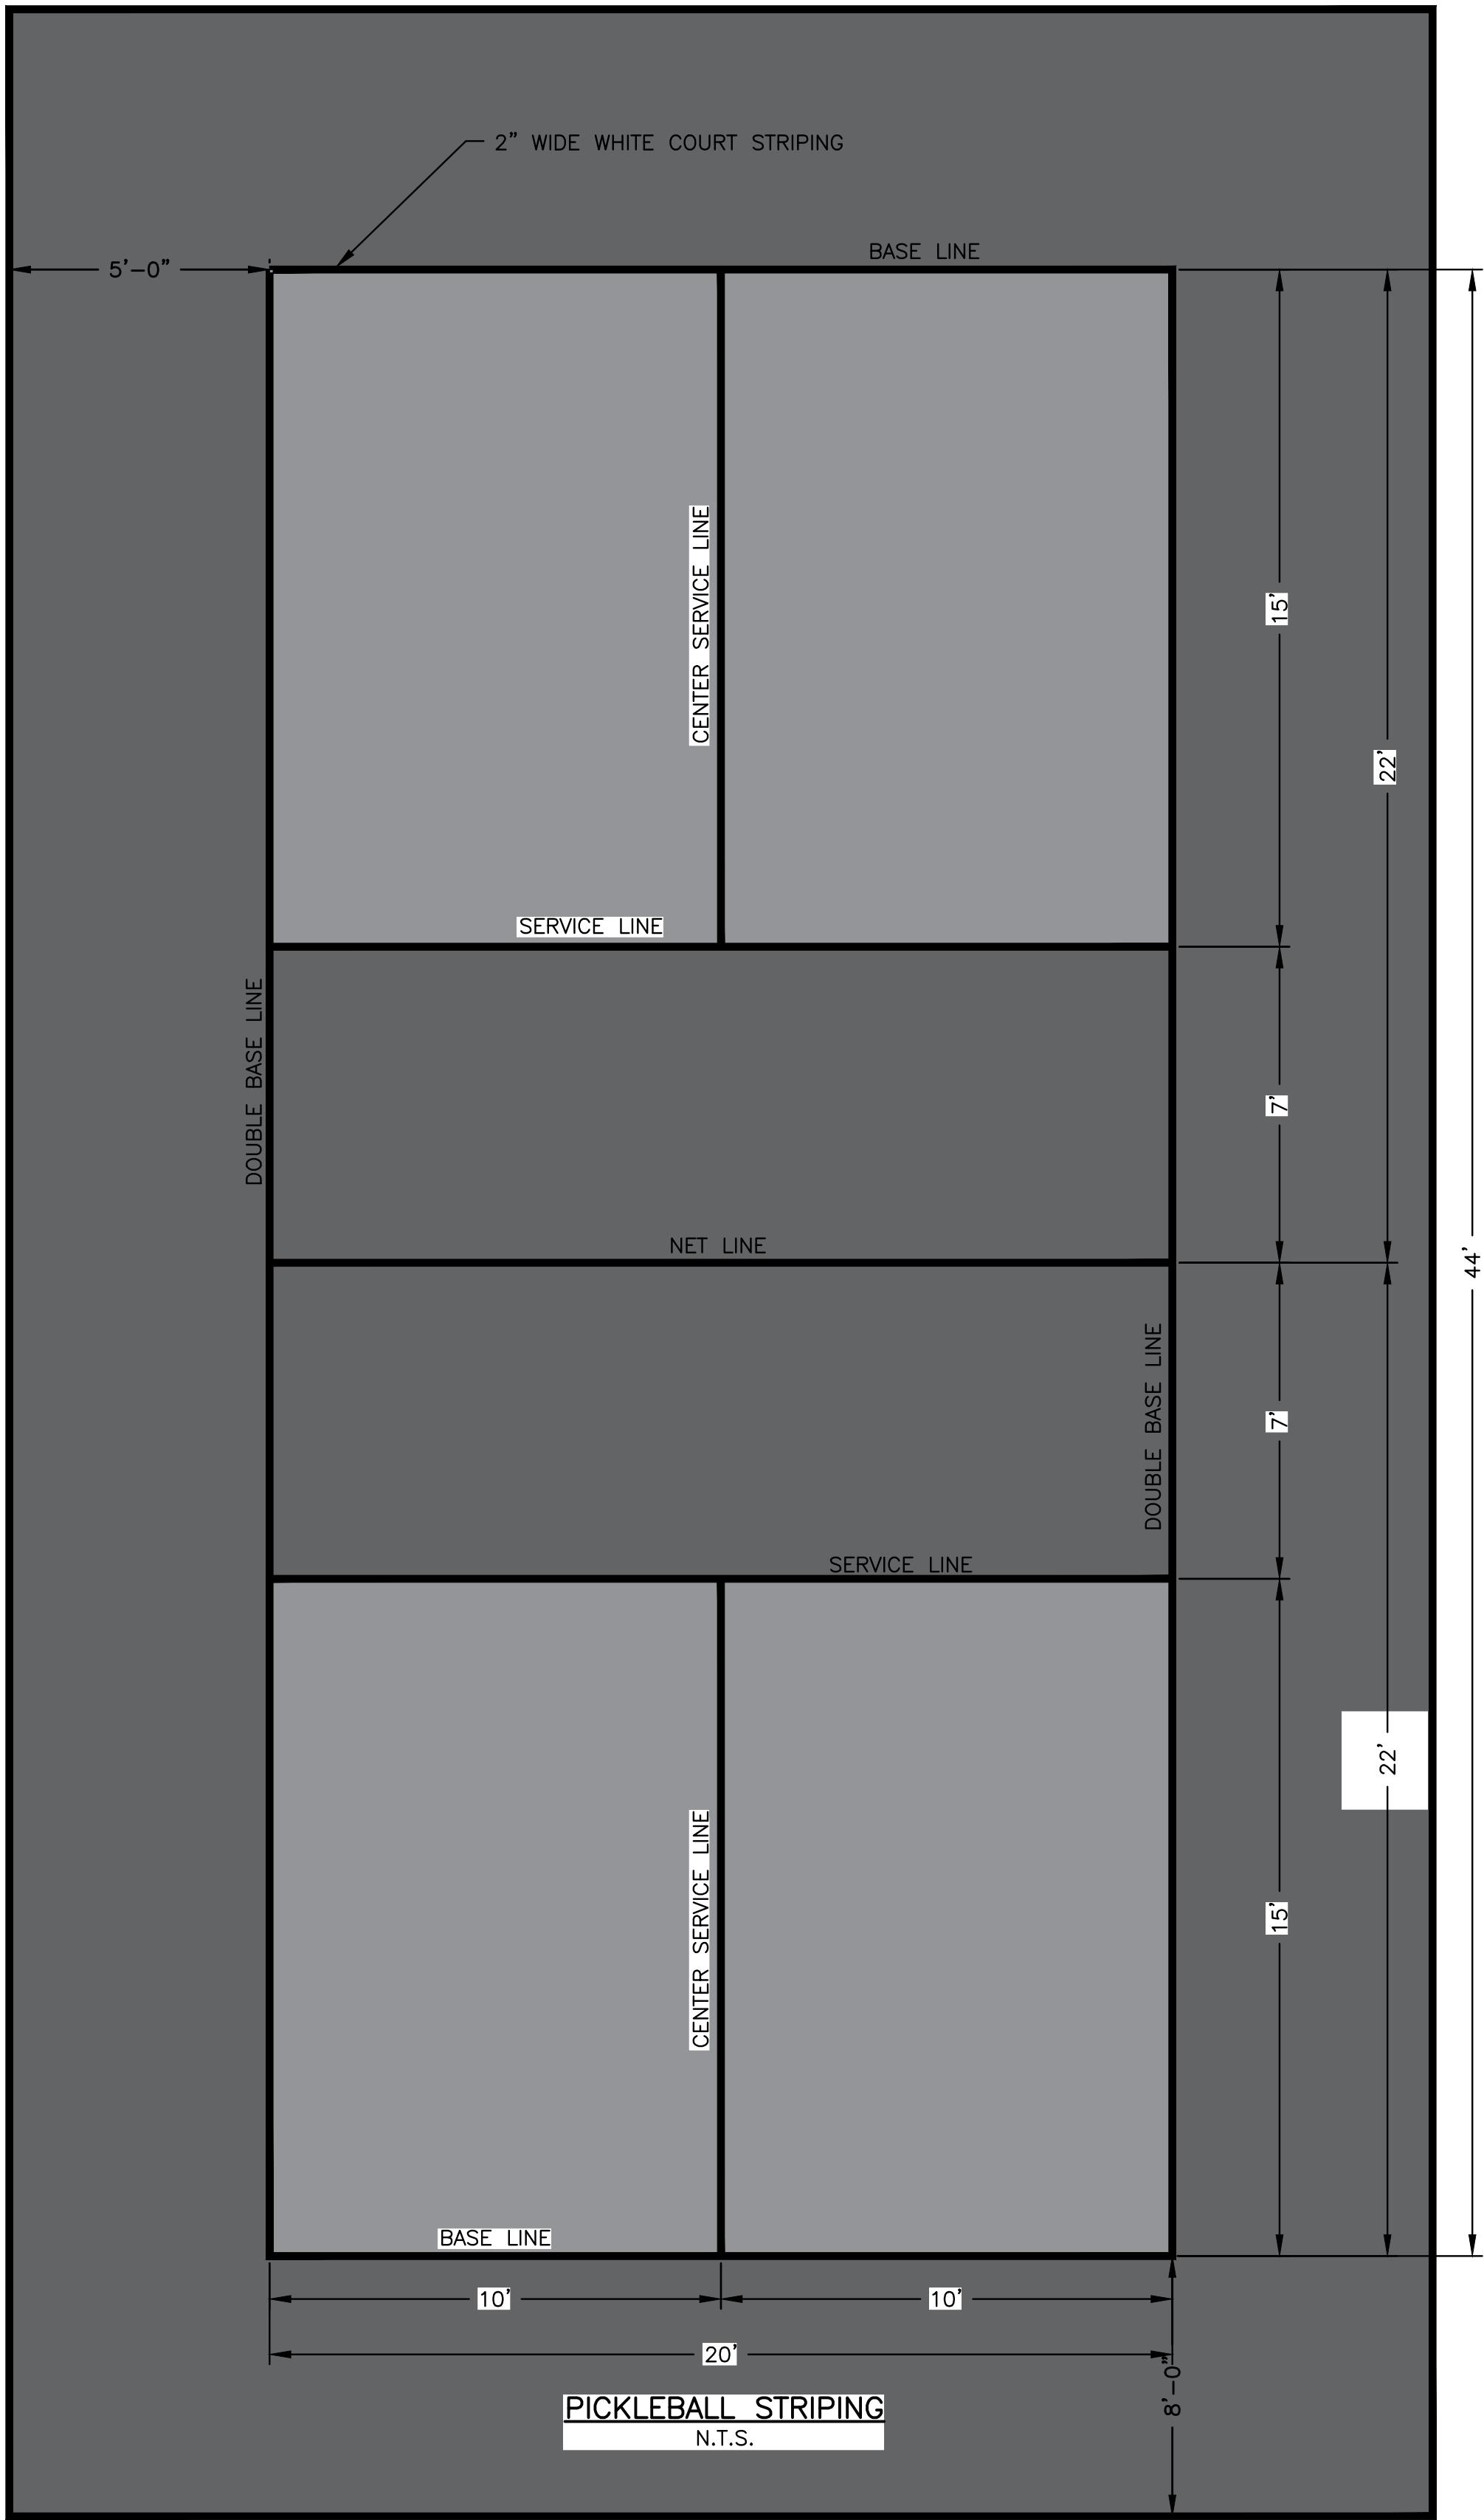 2" WIDE WHITE COURT STRIPING
BASE LINE
5'-0"
CENTER SERVICE LINE
15'
22'
SERVICE LINE
DOUBLE BASE LINE
7'
NET LINE
44'
DOUBLE BASE LINE
7'
SERVICE LINE
22'
CENTER SERVICE LINE
15'
BASE LINE
10'
10'
20'
8'-0"
PICKLEBALL STRIPING
N.T.S.